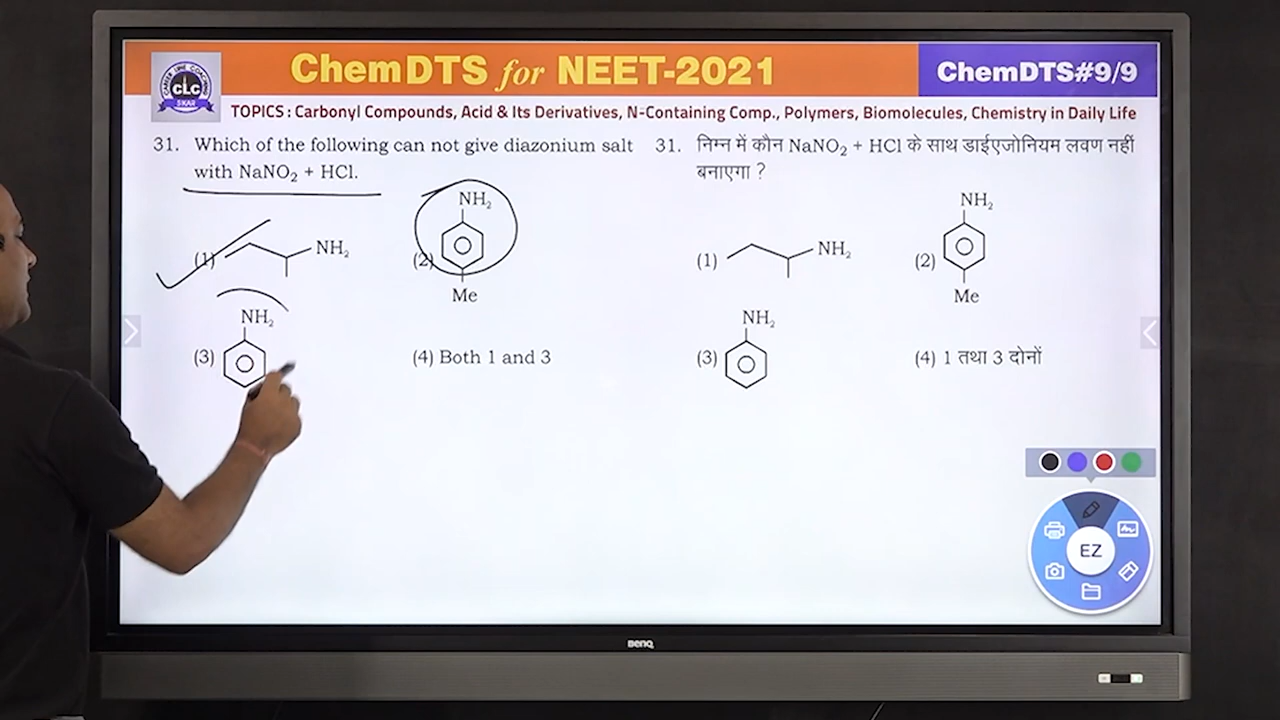 ChemDTS for NEET-2021
ChemDTS#9/9
CLC
SIKAR
TOPICS : Carbonyl Compounds, Acid & Its Derivatives, N-Containing Comp., Polymers, Biomolecules, Chemistry in Daily Life
31. Which of the following can not give diazonium salt
with NaNO₂ + HCl.
(1) NH₂
(2) NH₂
Me
(3) NH₂
(4) Both 1 and 3
31. निम्न में कौन NaNO₂ + HCl के साथ डाईएजोनियम लवण नहीं
बनाएगा ?
(1) NH₂
(2) NH₂
Me
(3) NH₂
(4) 1 तथा 3 दोनों
EZ
BenQ